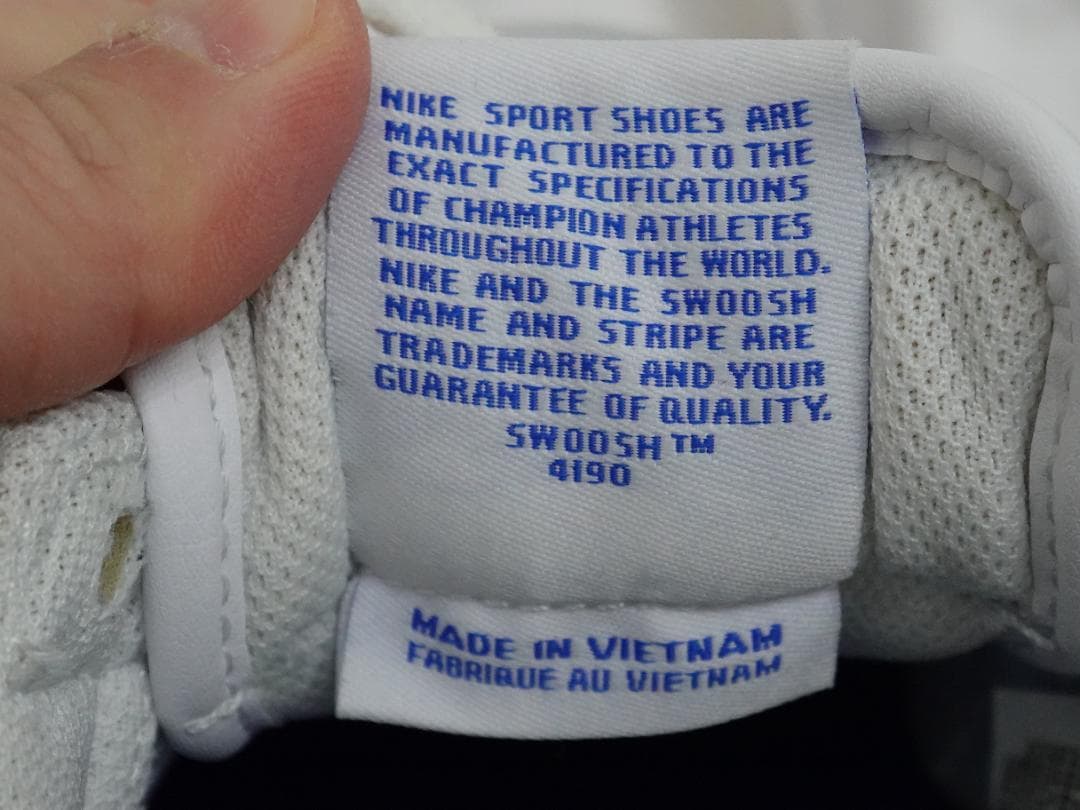 NIKE SPORT SHOES ARE
MANUFACTURED TO THE
EXACT SPECIFICATIONS
OF CHAMPION ATHLETES
THROUGHOUT THE WORLD.
NIKE AND THE SWOOSH
NAME AND STRIPE ARE
TRADEMARKS AND YOUR
GUARANTEE OF QUALITY.
SWOOSH™
4190
MADE IN VIETNAM
FABRIQUE AU VIETNAM